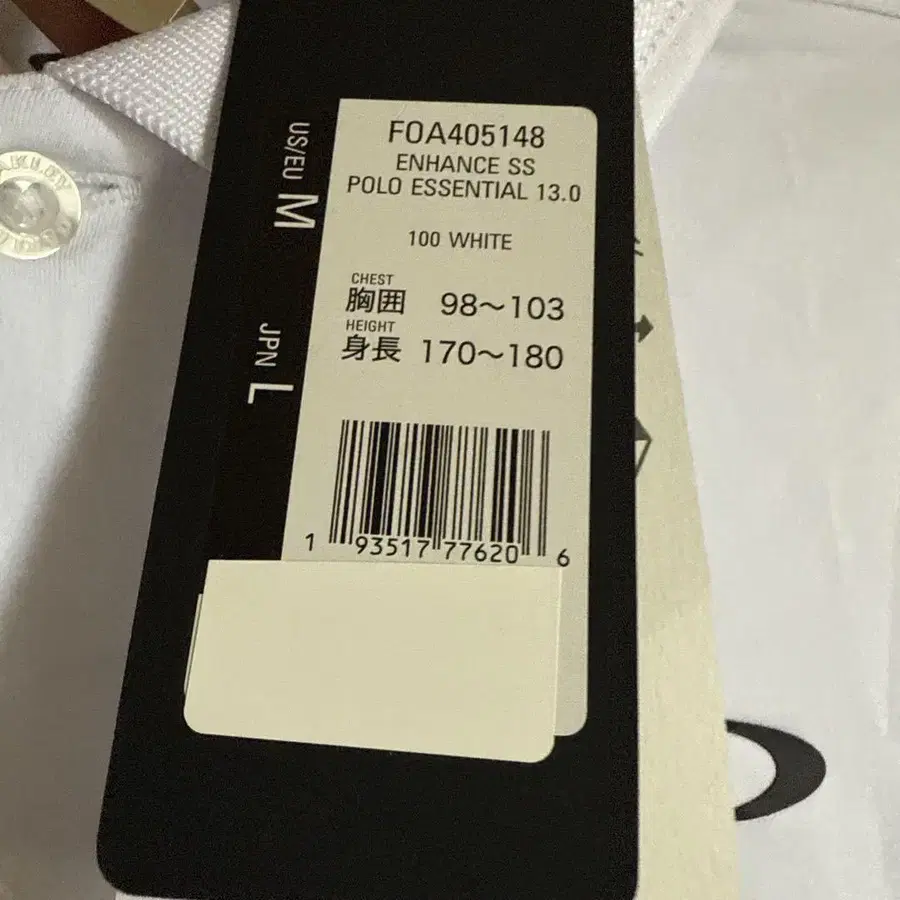 US/EU M
JPN L
FOA405148
ENHANCE SS
POLO ESSENTIAL 13.0
100 WHITE
CHEST
胸囲 98～103
HEIGHT
身長 170～180
1 93517 77620 6